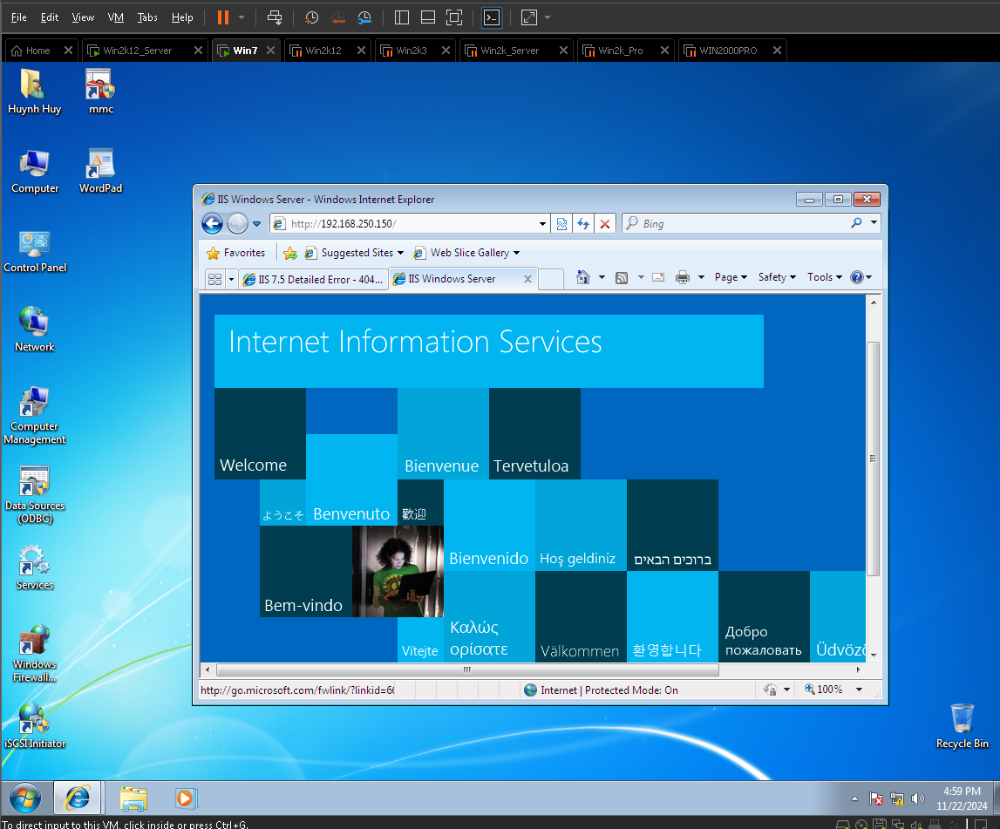 File Edit View VM Tabs Help
Home Win2k12_Server Win7 Win2k12 Win2k3 Win2k_Server Win2k_Pro WIN2000PRO
Huynh Huy
mmc
Computer
WordPad
Control Panel
Network
Computer
Management
Data Sources
(ODBC)
Services
Windows
Firewall...
iSCSI Initiator
IIS Windows Server - Windows Internet Explorer
http://192.168.250.150/
Bing
Favorites Suggested Sites Web Slice Gallery
IIS 7.5 Detailed Error - 404... IIS Windows Server Page Safety Tools
Internet Information Services
Welcome
Bienvenue
Tervetuloa
ようこそ
Benvenuto
歡迎
Bienvenido
Hoş geldiniz
ברוכים הבאים
Bem-vindo
Vítejte
Καλώς
ορίσατε
Välkommen
환영합니다
Добро
пожаловать
Üdvözö
http://go.microsoft.com/fwlink/?linkid=6 Internet | Protected Mode: On 100%
Recycle Bin
4:59 PM
11/22/2024
To direct input to this VM, click inside or press Ctrl+G.